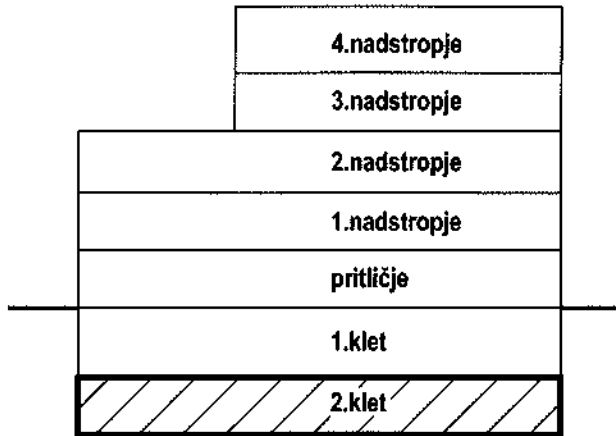 4.nadstropje
3.nadstropje
2.nadstropje
1.nadstropje
pritličje
1.klet
2.klet